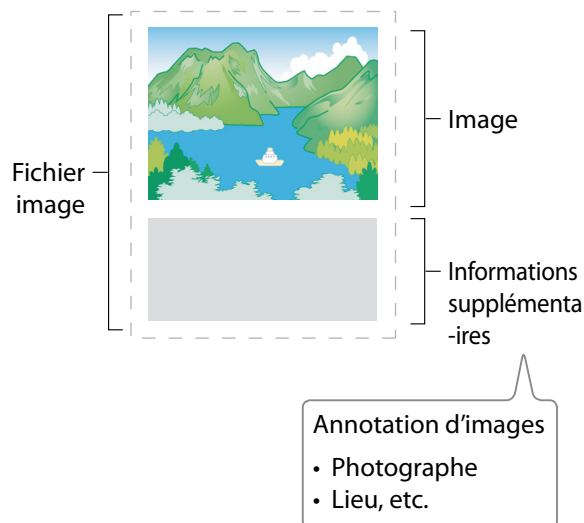 Fichier
image
Image
Informations
supplémenta
-ires
Annotation d’images
• Photographe
• Lieu, etc.